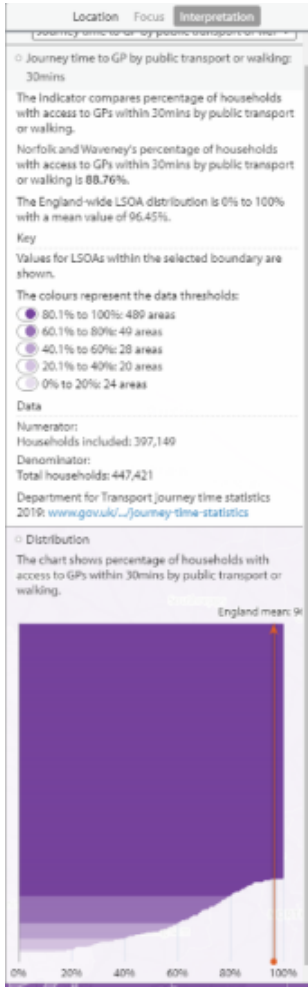 Location Focus Interpretation
Journey time to GP by public transport or
Journey time to GP by public transport or walking:
30mins
The Indicator compares percentage of households
with access to GPs within 30mins by public transport
or walking.
Norfolk and Waveney's percentage of households
with access to GPs within 30mins by public transport
or walking is 88.76%.
The England-wide LSOA distribution is 0% to 100%
with a mean value of 96.45%.
Key
Values for LSOAs within the selected boundary are
shown.
The colours represent the data thresholds:
80.1% to 100%: 489 areas
60.1% to 80%: 49 areas
40.1% to 60%: 28 areas
20.1% to 40%: 20 areas
0% to 20%: 24 areas
Data
Numerator:
Households included: 397,149
Denominator:
Total households: 447,421
Department for Transport journey time statistics
2019: www.gov.uk/.../journey-time-statistics
Distribution
The chart shows percentage of households with
access to GPs within 30mins by public transport or
walking.
England mean:
0% 20% 40% 60% 80% 100%